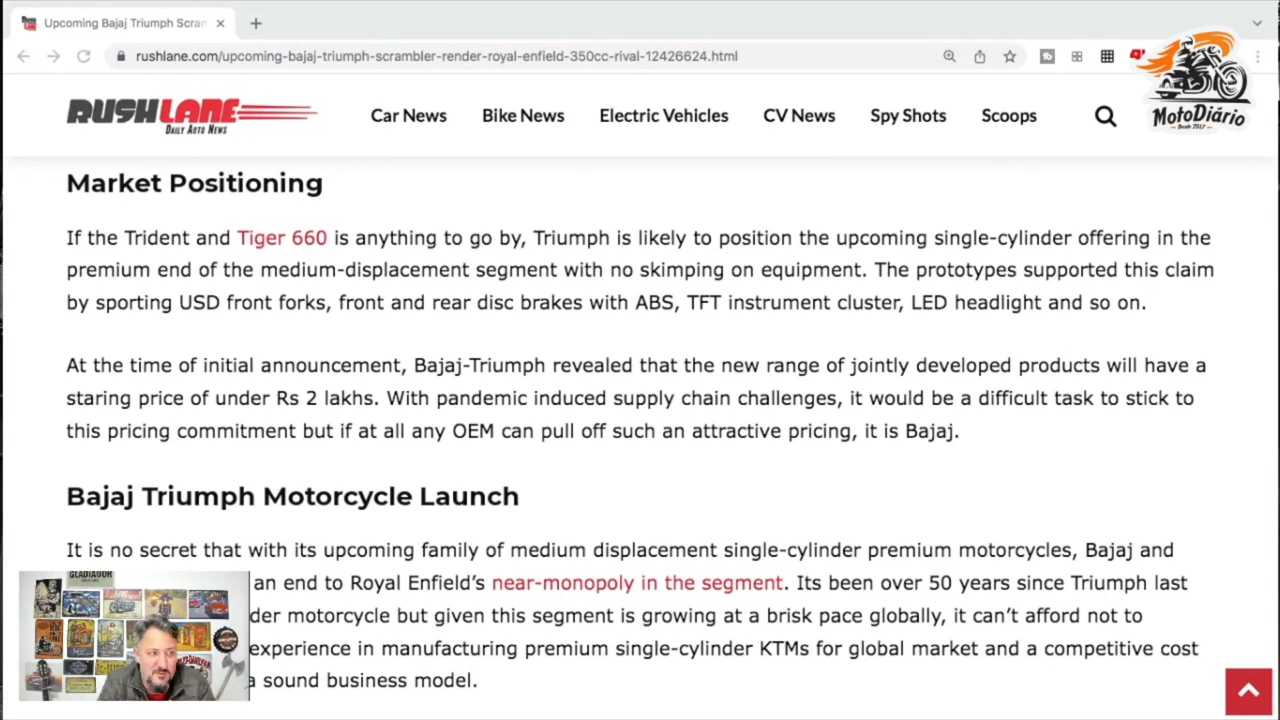 Upcoming Bajaj Triumph Scram
rushlane.com/upcoming-bajaj-triumph-scrambler-render-royal-enfield-350cc-rival-12426624.html
MotoDiário
Desde 2017
RUSHLANE
DAILY AUTO NEWS
Car News Bike News Electric Vehicles CV News Spy Shots Scoops
Market Positioning
If the Trident and Tiger 660 is anything to go by, Triumph is likely to position the upcoming single-cylinder offering in the
premium end of the medium-displacement segment with no skimping on equipment. The prototypes supported this claim
by sporting USD front forks, front and rear disc brakes with ABS, TFT instrument cluster, LED headlight and so on.
At the time of initial announcement, Bajaj-Triumph revealed that the new range of jointly developed products will have a
staring price of under Rs 2 lakhs. With pandemic induced supply chain challenges, it would be a difficult task to stick to
this pricing commitment but if at all any OEM can pull off such an attractive pricing, it is Bajaj.
Bajaj Triumph Motorcycle Launch
It is no secret that with its upcoming family of medium displacement single-cylinder premium motorcycles, Bajaj and
an end to Royal Enfield's near-monopoly in the segment. Its been over 50 years since Triumph last
der motorcycle but given this segment is growing at a brisk pace globally, it can't afford not to
experience in manufacturing premium single-cylinder KTMs for global market and a competitive cost
a sound business model.
GLADIADOR